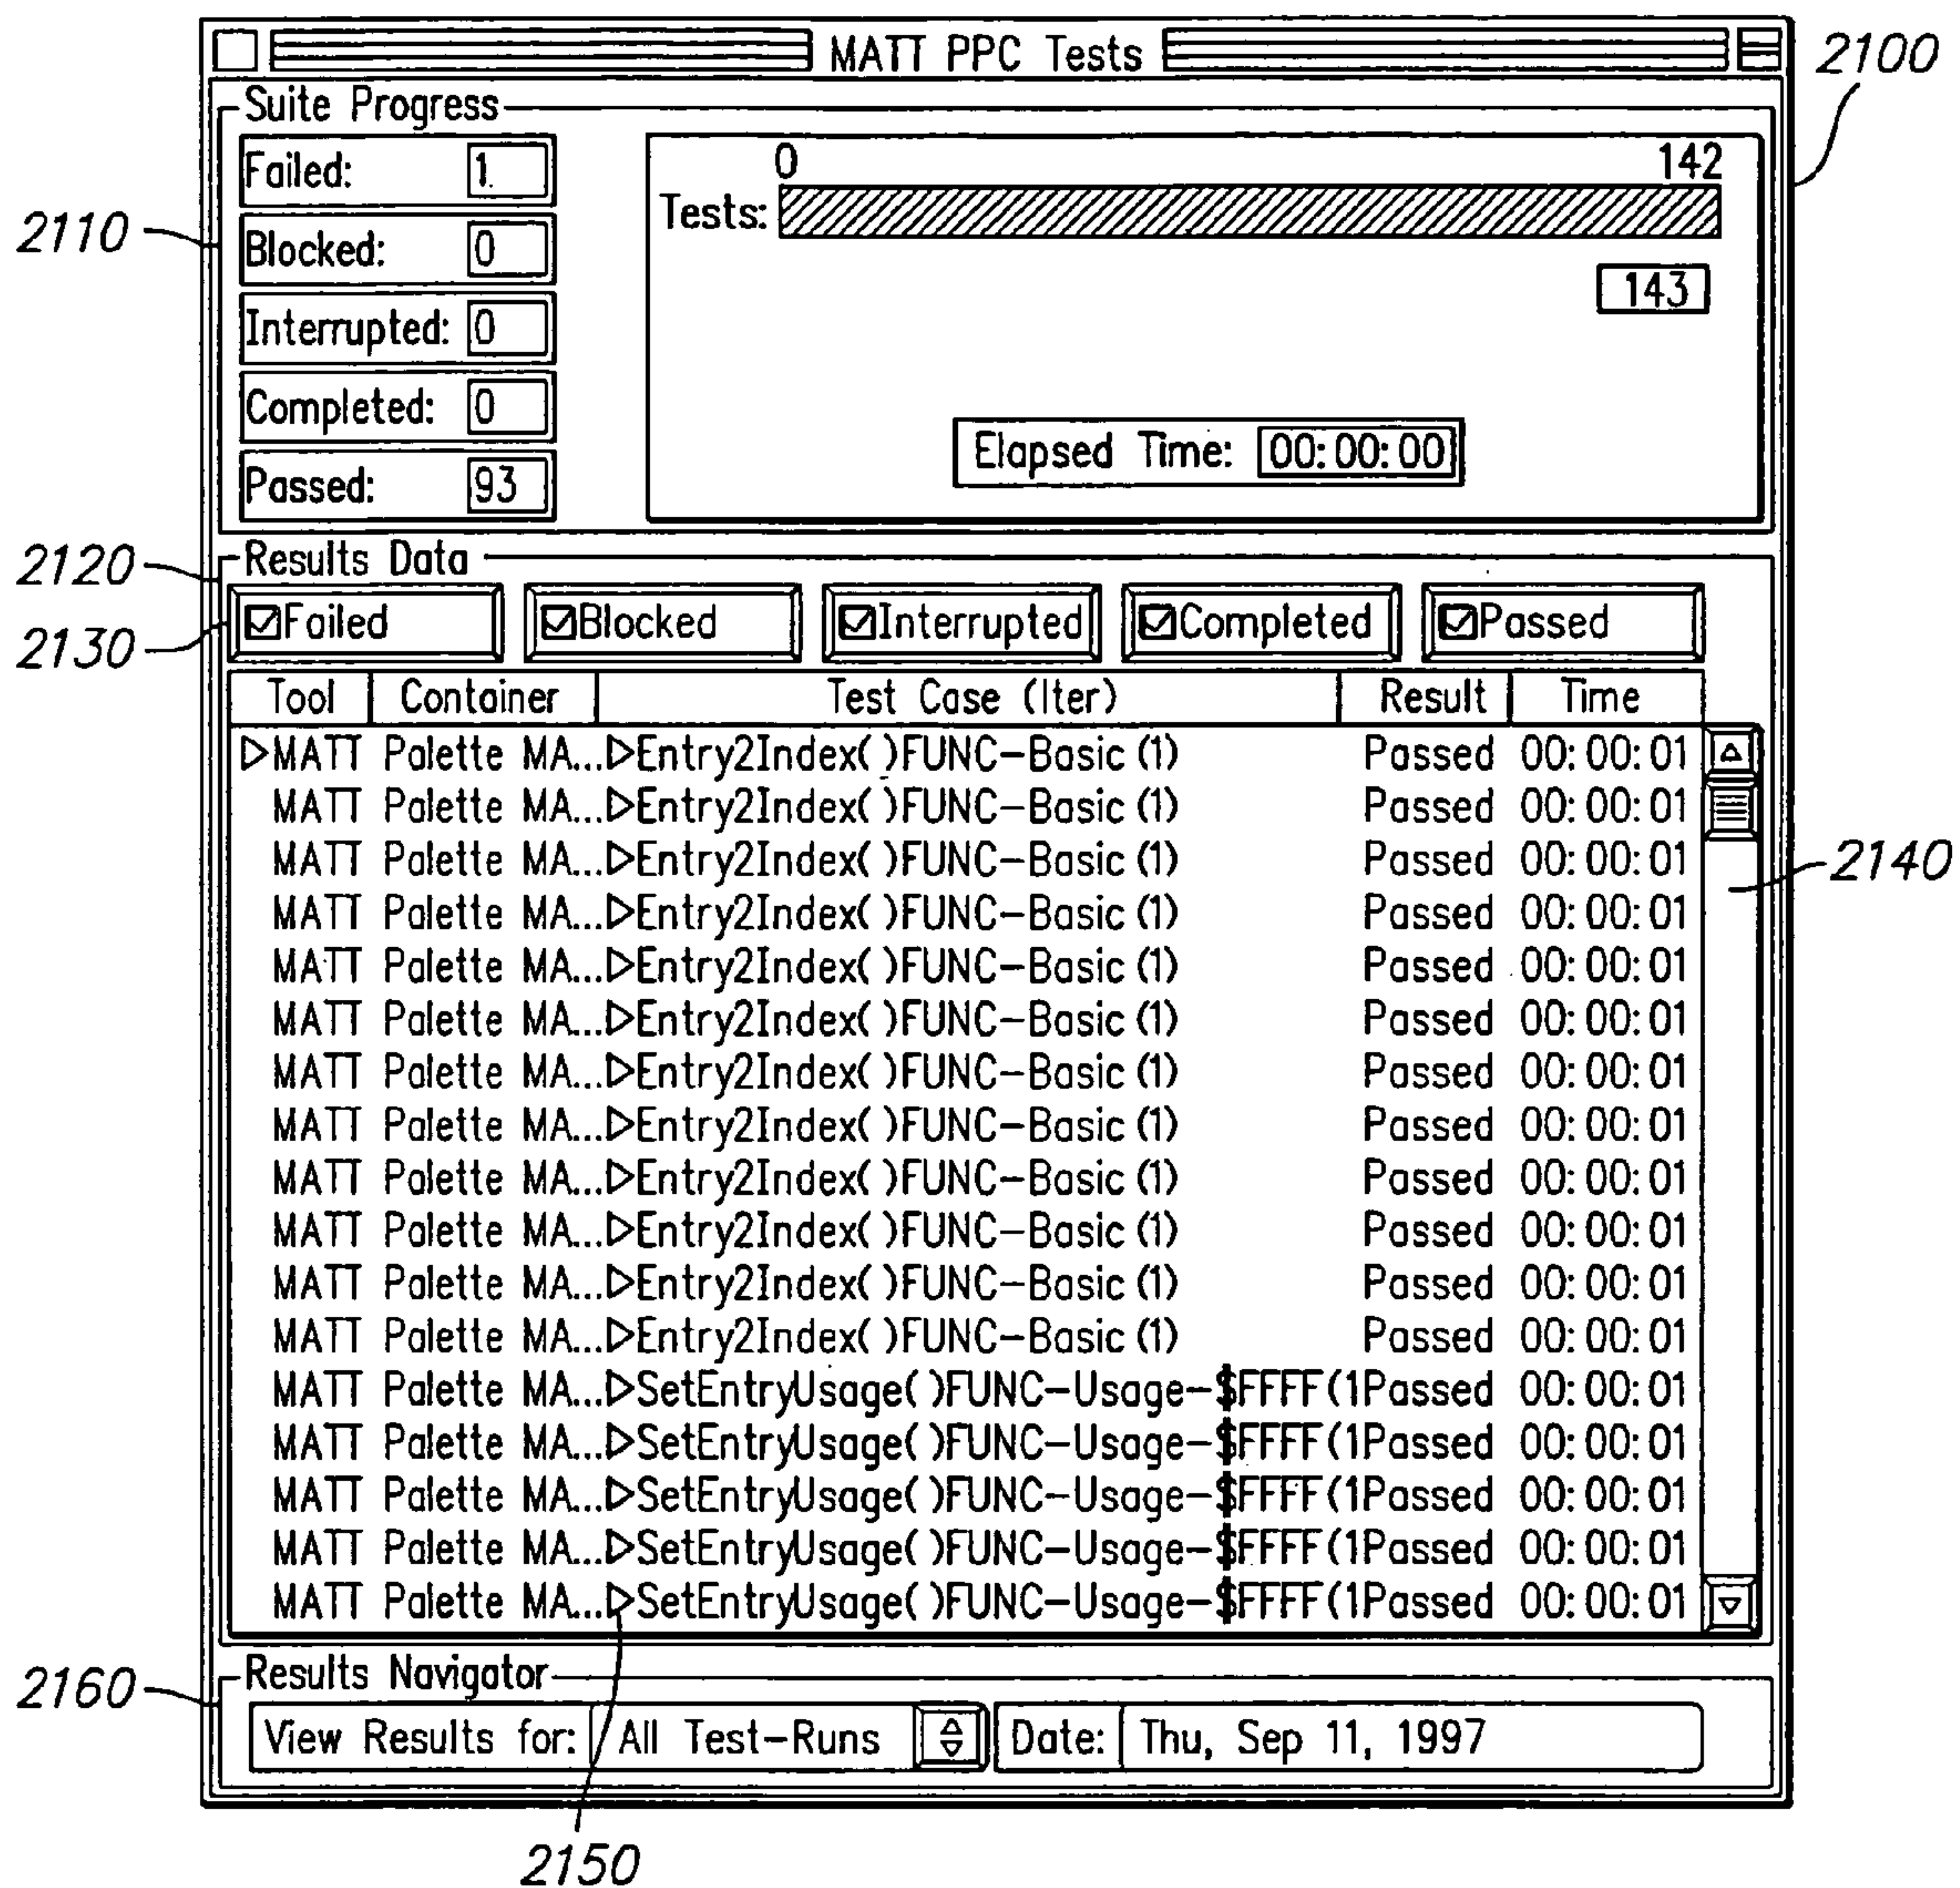 MATT PPC Tests
2100
Suite Progress
Failed: 1
0 142
Tests:
2110
Blocked: 0
143
Interrupted: 0
Completed: 0
Elapsed Time: 00:00:00
Passed: 93
2120
Results Data
2130
Failed Blocked Interrupted Completed Passed
Tool Container Test Case (Iter) Result Time
MATT Palette MA... Entry2Index( )FUNC-Basic (1) Passed 00:00:01
MATT Palette MA... Entry2Index( )FUNC-Basic (1) Passed 00:00:01
MATT Palette MA... Entry2Index( )FUNC-Basic (1) Passed 00:00:01
2140
MATT Palette MA... Entry2Index( )FUNC-Basic (1) Passed 00:00:01
MATT Palette MA... Entry2Index( )FUNC-Basic (1) Passed 00:00:01
MATT Palette MA... Entry2Index( )FUNC-Basic (1) Passed 00:00:01
MATT Palette MA... Entry2Index( )FUNC-Basic (1) Passed 00:00:01
MATT Palette MA... Entry2Index( )FUNC-Basic (1) Passed 00:00:01
MATT Palette MA... Entry2Index( )FUNC-Basic (1) Passed 00:00:01
MATT Palette MA... Entry2Index( )FUNC-Basic (1) Passed 00:00:01
MATT Palette MA... Entry2Index( )FUNC-Basic (1) Passed 00:00:01
MATT Palette MA... Entry2Index( )FUNC-Basic (1) Passed 00:00:01
MATT Palette MA... SetEntryUsage( )FUNC-Usage-$FFFF(1Passed 00:00:01
MATT Palette MA... SetEntryUsage( )FUNC-Usage-$FFFF(1Passed 00:00:01
MATT Palette MA... SetEntryUsage( )FUNC-Usage-$FFFF(1Passed 00:00:01
MATT Palette MA... SetEntryUsage( )FUNC-Usage-$FFFF(1Passed 00:00:01
MATT Palette MA... SetEntryUsage( )FUNC-Usage-$FFFF(1Passed 00:00:01
2160
Results Navigator
View Results for: All Test-Runs Date: Thu, Sep 11, 1997
2150